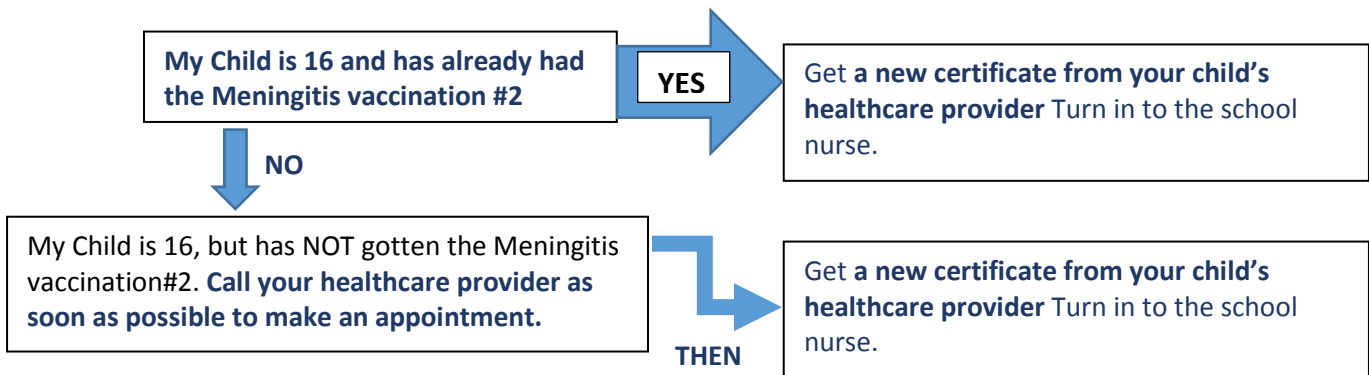 My Child is 16 and has already had
the Meningitis vaccination #2
YES
Get a new certificate from your child’s
healthcare provider Turn in to the school
nurse.
NO
My Child is 16, but has NOT gotten the Meningitis
vaccination#2. Call your healthcare provider as
soon as possible to make an appointment.
THEN
Get a new certificate from your child’s
healthcare provider Turn in to the school
nurse.